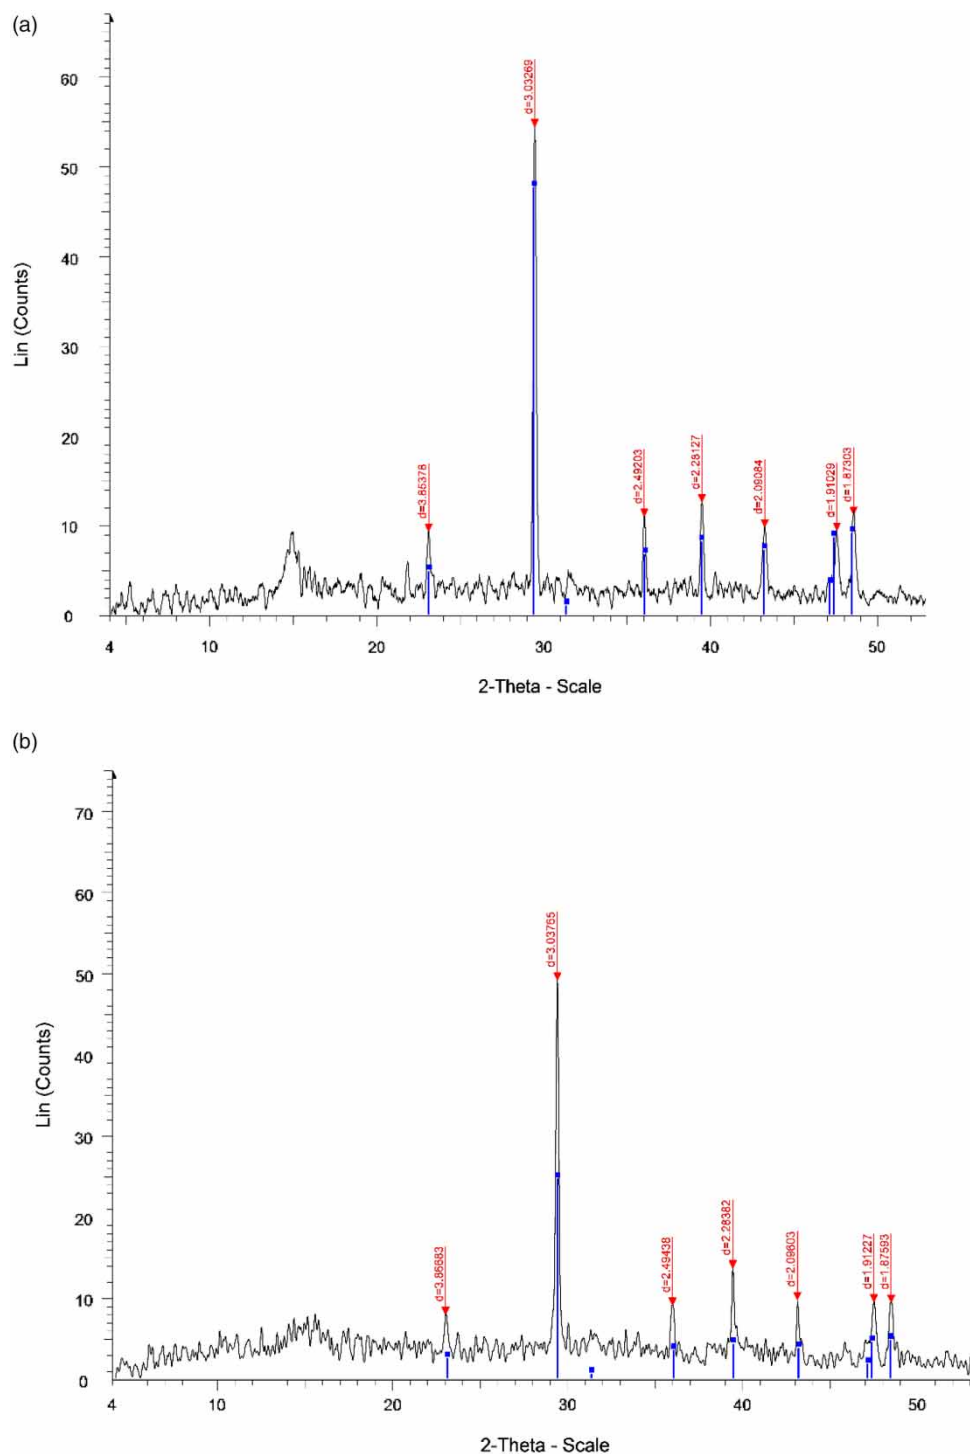 (a)
60
50
40
30
20
10
0
Lin (Counts)
d=3.85378
d=3.03269
d=2.49203
d=2.28127
d=2.09084
d=1.91029
d=1.87303
4 10 20 30 40 50
2-Theta - Scale
(b)
70
60
50
40
30
20
10
0
Lin (Counts)
d=3.86683
d=3.03765
d=2.49438
d=2.28382
d=2.09603
d=1.91227
d=1.87593
4 10 20 30 40 50
2-Theta - Scale